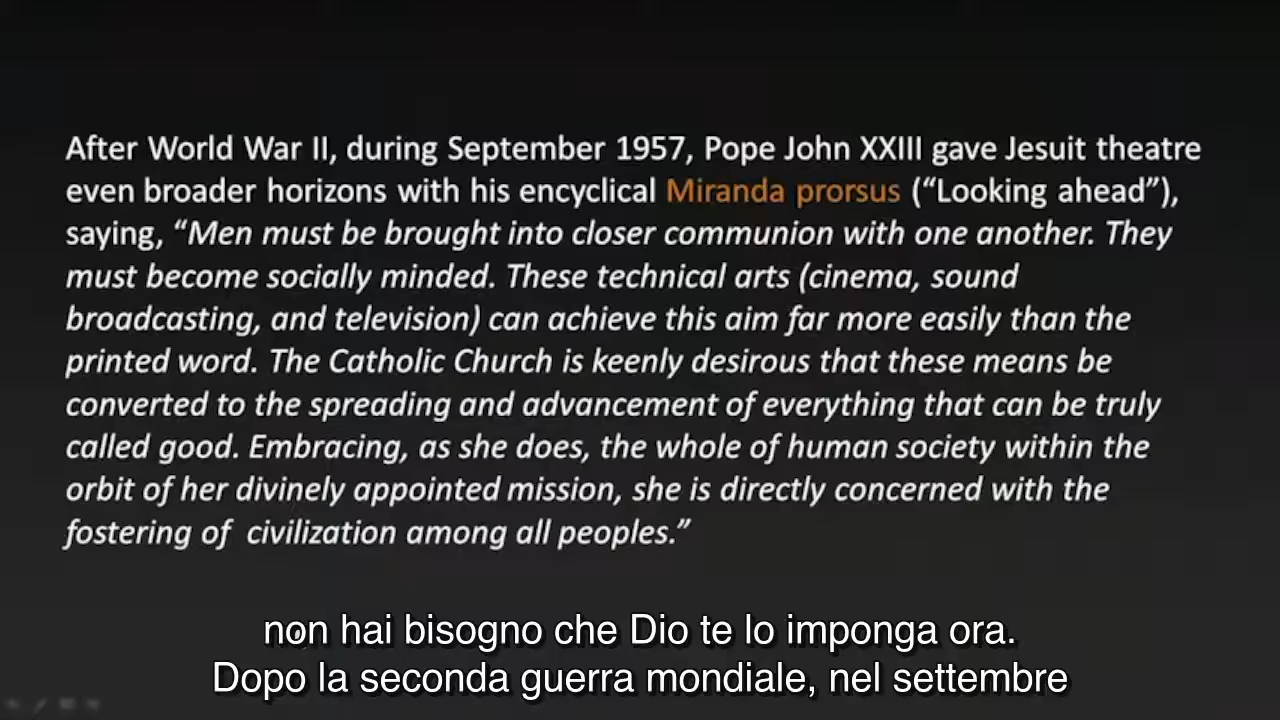 After World War II, during September 1957, Pope John XXIII gave Jesuit theatre
even broader horizons with his encyclical Miranda prorsus (“Looking ahead”),
saying, “Men must be brought into closer communion with one another. They
must become socially minded. These technical arts (cinema, sound
broadcasting, and television) can achieve this aim far more easily than the
printed word. The Catholic Church is keenly desirous that these means be
converted to the spreading and advancement of everything that can be truly
called good. Embracing, as she does, the whole of human society within the
orbit of her divinely appointed mission, she is directly concerned with the
fostering of civilization among all peoples.”
non hai bisogno che Dio te lo imponga ora.
Dopo la seconda guerra mondiale, nel settembre